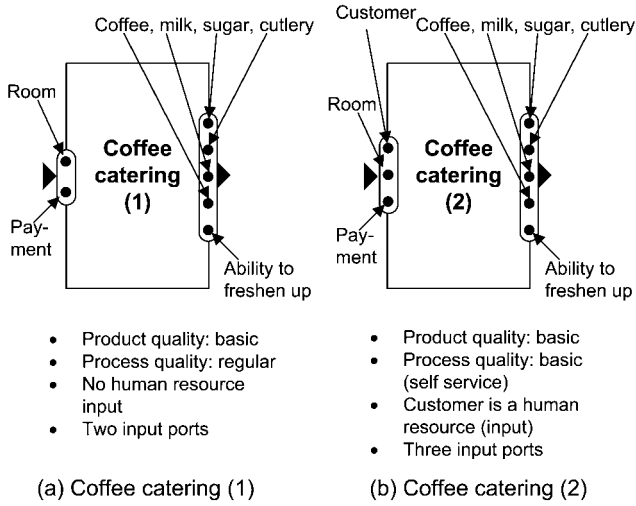 Coffee, milk, sugar, cutlery
Room
Coffee
catering
(1)
Pay-
ment
Ability to
freshen up
• Product quality: basic
• Process quality: regular
• No human resource
input
• Two input ports
(a) Coffee catering (1)
Customer
Coffee, milk, sugar, cutlery
Room
Coffee
catering
(2)
Pay-
ment
Ability to
freshen up
• Product quality: basic
• Process quality: basic
(self service)
• Customer is a human
resource (input)
• Three input ports
(b) Coffee catering (2)